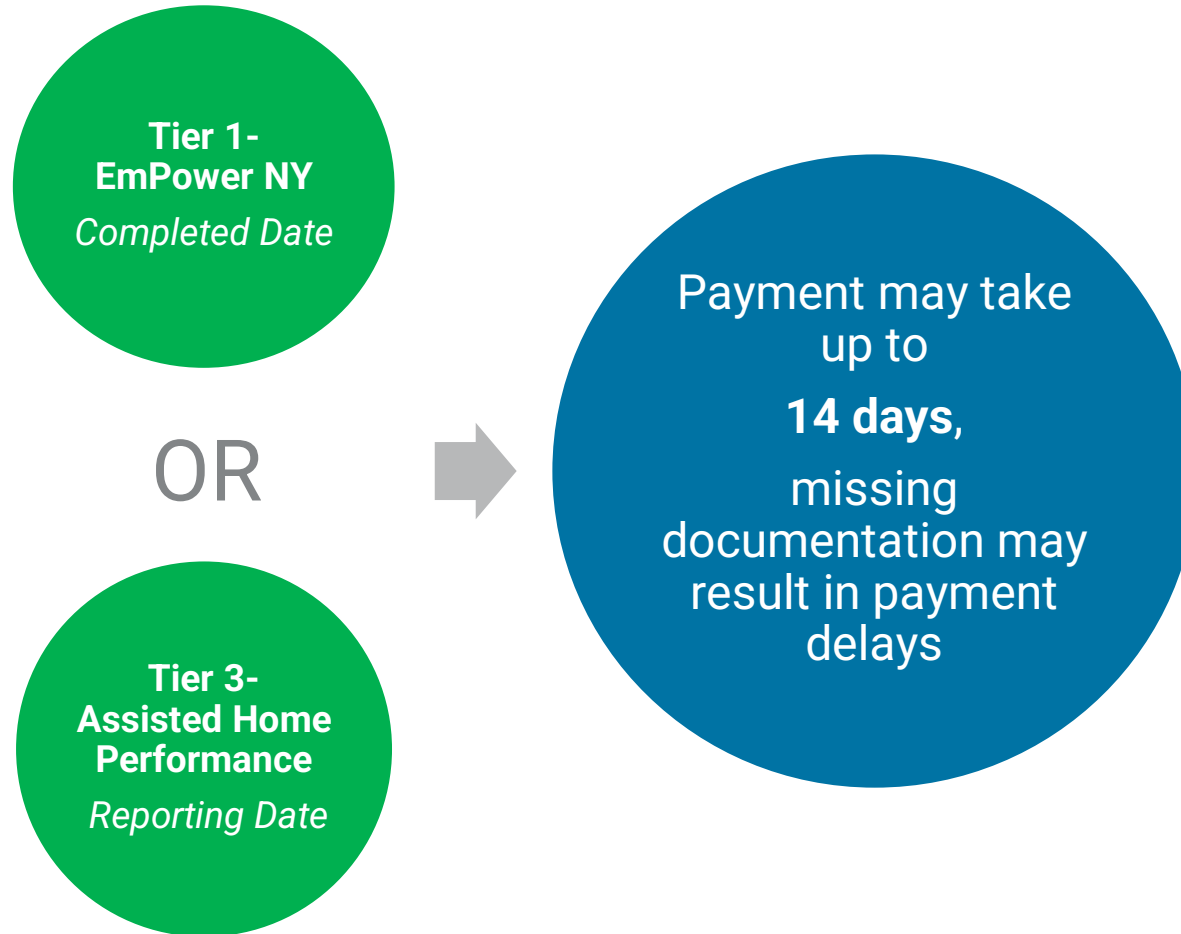 Tier 1-
EmPower NY
Completed Date
OR
Tier 3-
Assisted Home
Performance
Reporting Date
Payment may take
up to
14 days,
missing
documentation may
result in payment
delays